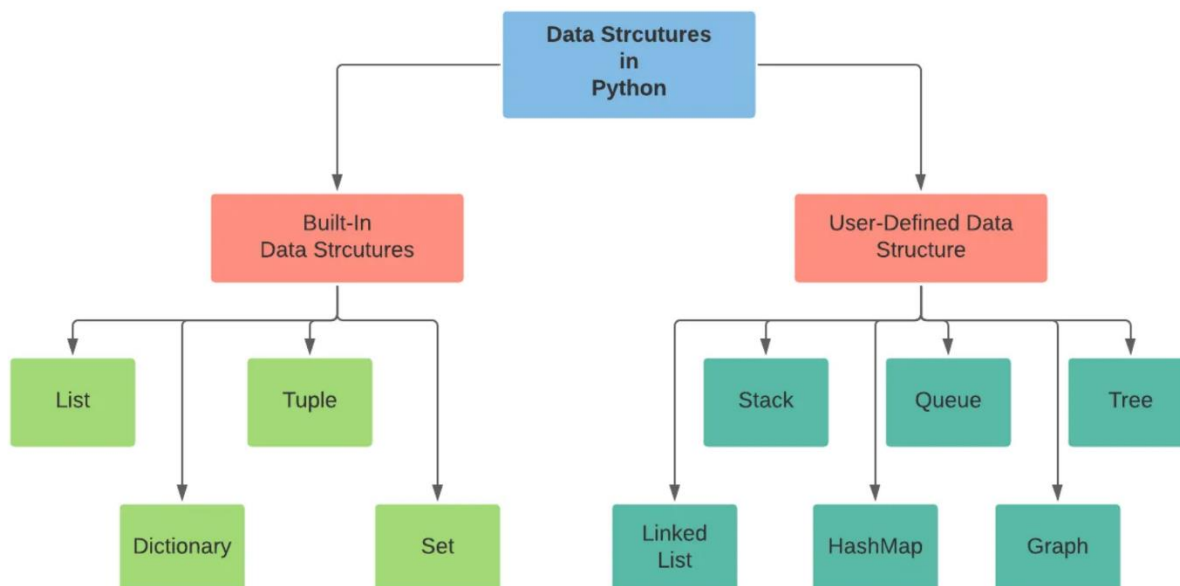 Data Strcutures
in
Python
Built-In
Data Strcutures
User-Defined Data
Structure
List
Tuple
Stack
Queue
Tree
Dictionary
Set
Linked
List
HashMap
Graph